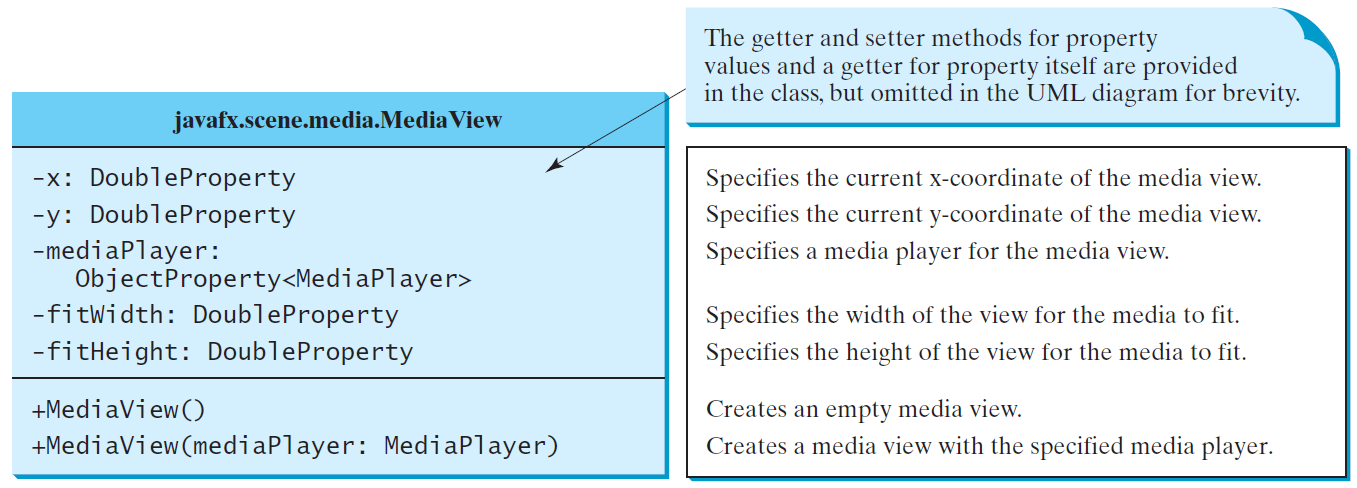 The getter and setter methods for property
values and a getter for property itself are provided
in the class, but omitted in the UML diagram for brevity.
javafx.scene.media.MediaView
-x: DoubleProperty
Specifies the current x-coordinate of the media view.
-y: DoubleProperty
Specifies the current y-coordinate of the media view.
-mediaPlayer:
Specifies a media player for the media view.
ObjectProperty<MediaPlayer>
-fitWidth: DoubleProperty
Specifies the width of the view for the media to fit.
-fitHeight: DoubleProperty
Specifies the height of the view for the media to fit.
+MediaView()
Creates an empty media view.
+MediaView(mediaPlayer: MediaPlayer)
Creates a media view with the specified media player.